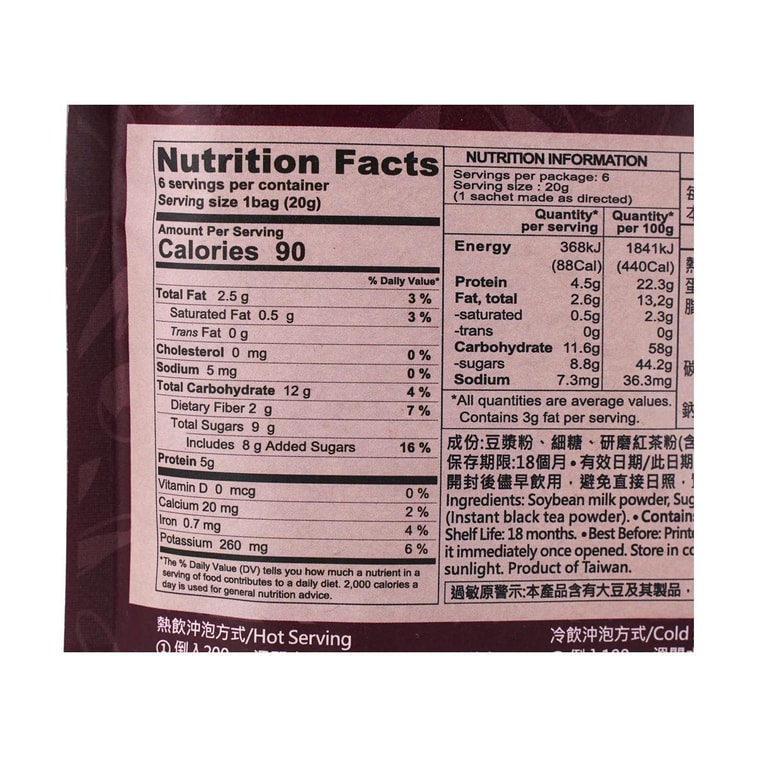 Nutrition Facts
6 servings per container
Serving size 1bag (20g)
Amount Per Serving
Calories 90
% Daily Value*
Total Fat 2.5 g 3 %
Saturated Fat 0.5 g 3 %
Trans Fat 0 g
Cholesterol 0 mg 0 %
Sodium 5 mg 0 %
Total Carbohydrate 12 g 4 %
Dietary Fiber 2 g 7 %
Total Sugars 9 g
Includes 8 g Added Sugars 16 %
Protein 5g
Vitamin D 0 mcg 0 %
Calcium 20 mg 2 %
Iron 0.7 mg 4 %
Potassium 260 mg 6 %
*The % Daily Value (DV) tells you how much a nutrient in a
serving of food contributes to a daily diet. 2,000 calories a
day is used for general nutrition advice.
NUTRITION INFORMATION
Servings per package: 6
Serving size : 20g
(1 sachet made as directed)
Quantity* Quantity*
per serving per 100g
Energy 368kJ 1841kJ
(88Cal) (440Cal)
Protein 4.5g 22.3g
Fat, total 2.6g 13,2g
-saturated 0.5g 2.3g
-trans 0g 0g
Carbohydrate 11.6g 58g
-sugars 8.8g 44.2g
Sodium 7.3mg 36.3mg
*All quantities are average values.
Contains 3g fat per serving.
每
本
熱
蛋
脂
碳
鈉
成份:豆漿粉、細糖、研磨紅茶粉(含
保存期限:18個月•有效日期/此日期
開封後儘早飲用，避免直接日照，
Ingredients: Soybean milk powder, Sug
(Instant black tea powder). •Contain
Shelf Life: 18 months. •Best Before: Printe
it immediately once opened. Store in co
sunlight. Product of Taiwan.
過敏原警示:本產品含有大豆及其製品，
熱飲沖泡方式/Hot Serving
① 倒入200
冷飲沖泡方式/Cold